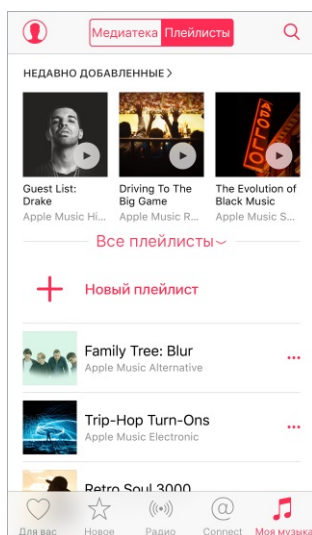 Медиатека Плейлисты
НЕДАВНО ДОБАВЛЕННЫЕ >
APOLLO
Guest List:
Drake
Apple Music Hi...
Driving To The
Big Game
Apple Music R...
The Evolution of
Black Music
Apple Music S...
Все плейлисты
Новый плейлист
Family Tree: Blur
Apple Music Alternative
Trip-Hop Turn-Ons
Apple Music Electronic
Retro Soul 3000
Для вас Новое Радио Connect Моя музыка